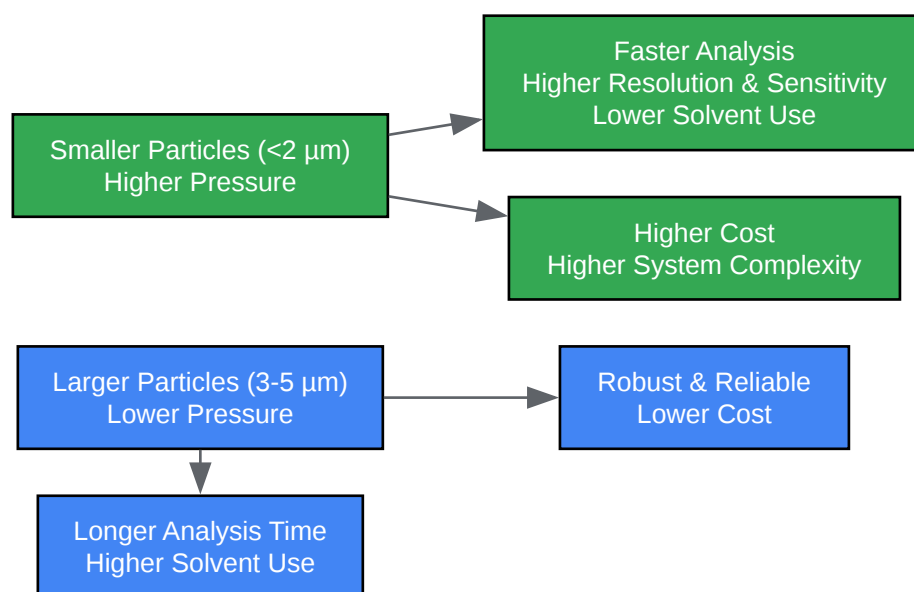 Faster Analysis
Higher Resolution & Sensitivity
Lower Solvent Use
Smaller Particles (<2 µm)
Higher Pressure
Higher Cost
Higher System Complexity
Larger Particles (3-5 µm)
Lower Pressure
Robust & Reliable
Lower Cost
Longer Analysis Time
Higher Solvent Use